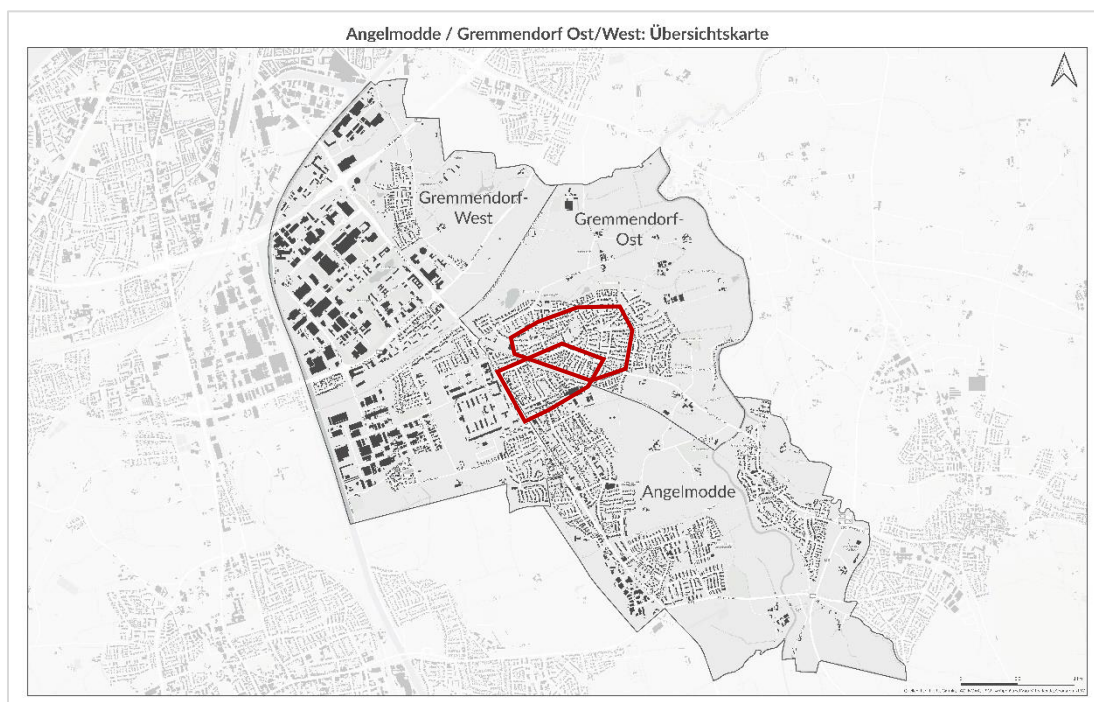 Angelmodde / Gremmendorf Ost/West: Übersichtskarte
Gremmendorf-
West
Gremmendorf-
Ost
Angelmodde